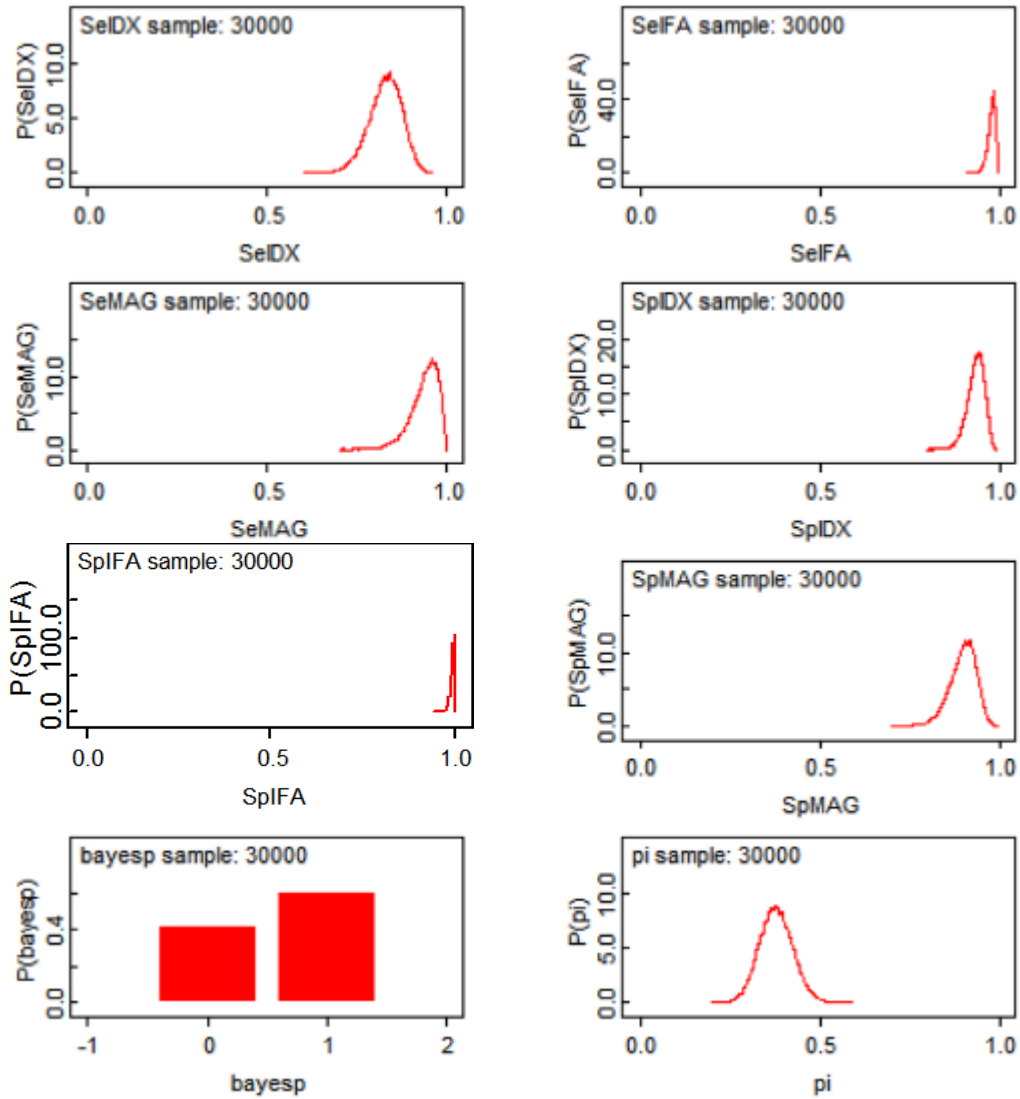 SeIDX sample: 30000
P(SeIDX)
0.0 5.0 10.0
0.0 0.5 1.0
SeIDX
SeIFA sample: 30000
P(SeIFA)
0.0 40.0
0.0 0.5 1.0
SeIFA
SeMAG sample: 30000
P(SeMAG)
0.0 10.0
0.0 0.5 1.0
SeMAG
SpIDX sample: 30000
P(SpIDX)
0.0 10.0 20.0
0.0 0.5 1.0
SpIDX
SpIFA sample: 30000
P(SpIFA)
0.0 100.0
0.0 0.5 1.0
SpIFA
SpMAG sample: 30000
P(SpMAG)
0.0 10.0
0.0 0.5 1.0
SpMAG
bayesp sample: 30000
P(bayesp)
0.0 0.4
-1 0 1 2
bayesp
pi sample: 30000
P(pi)
0.0 5.0 10.0
0.0 0.5 1.0
pi